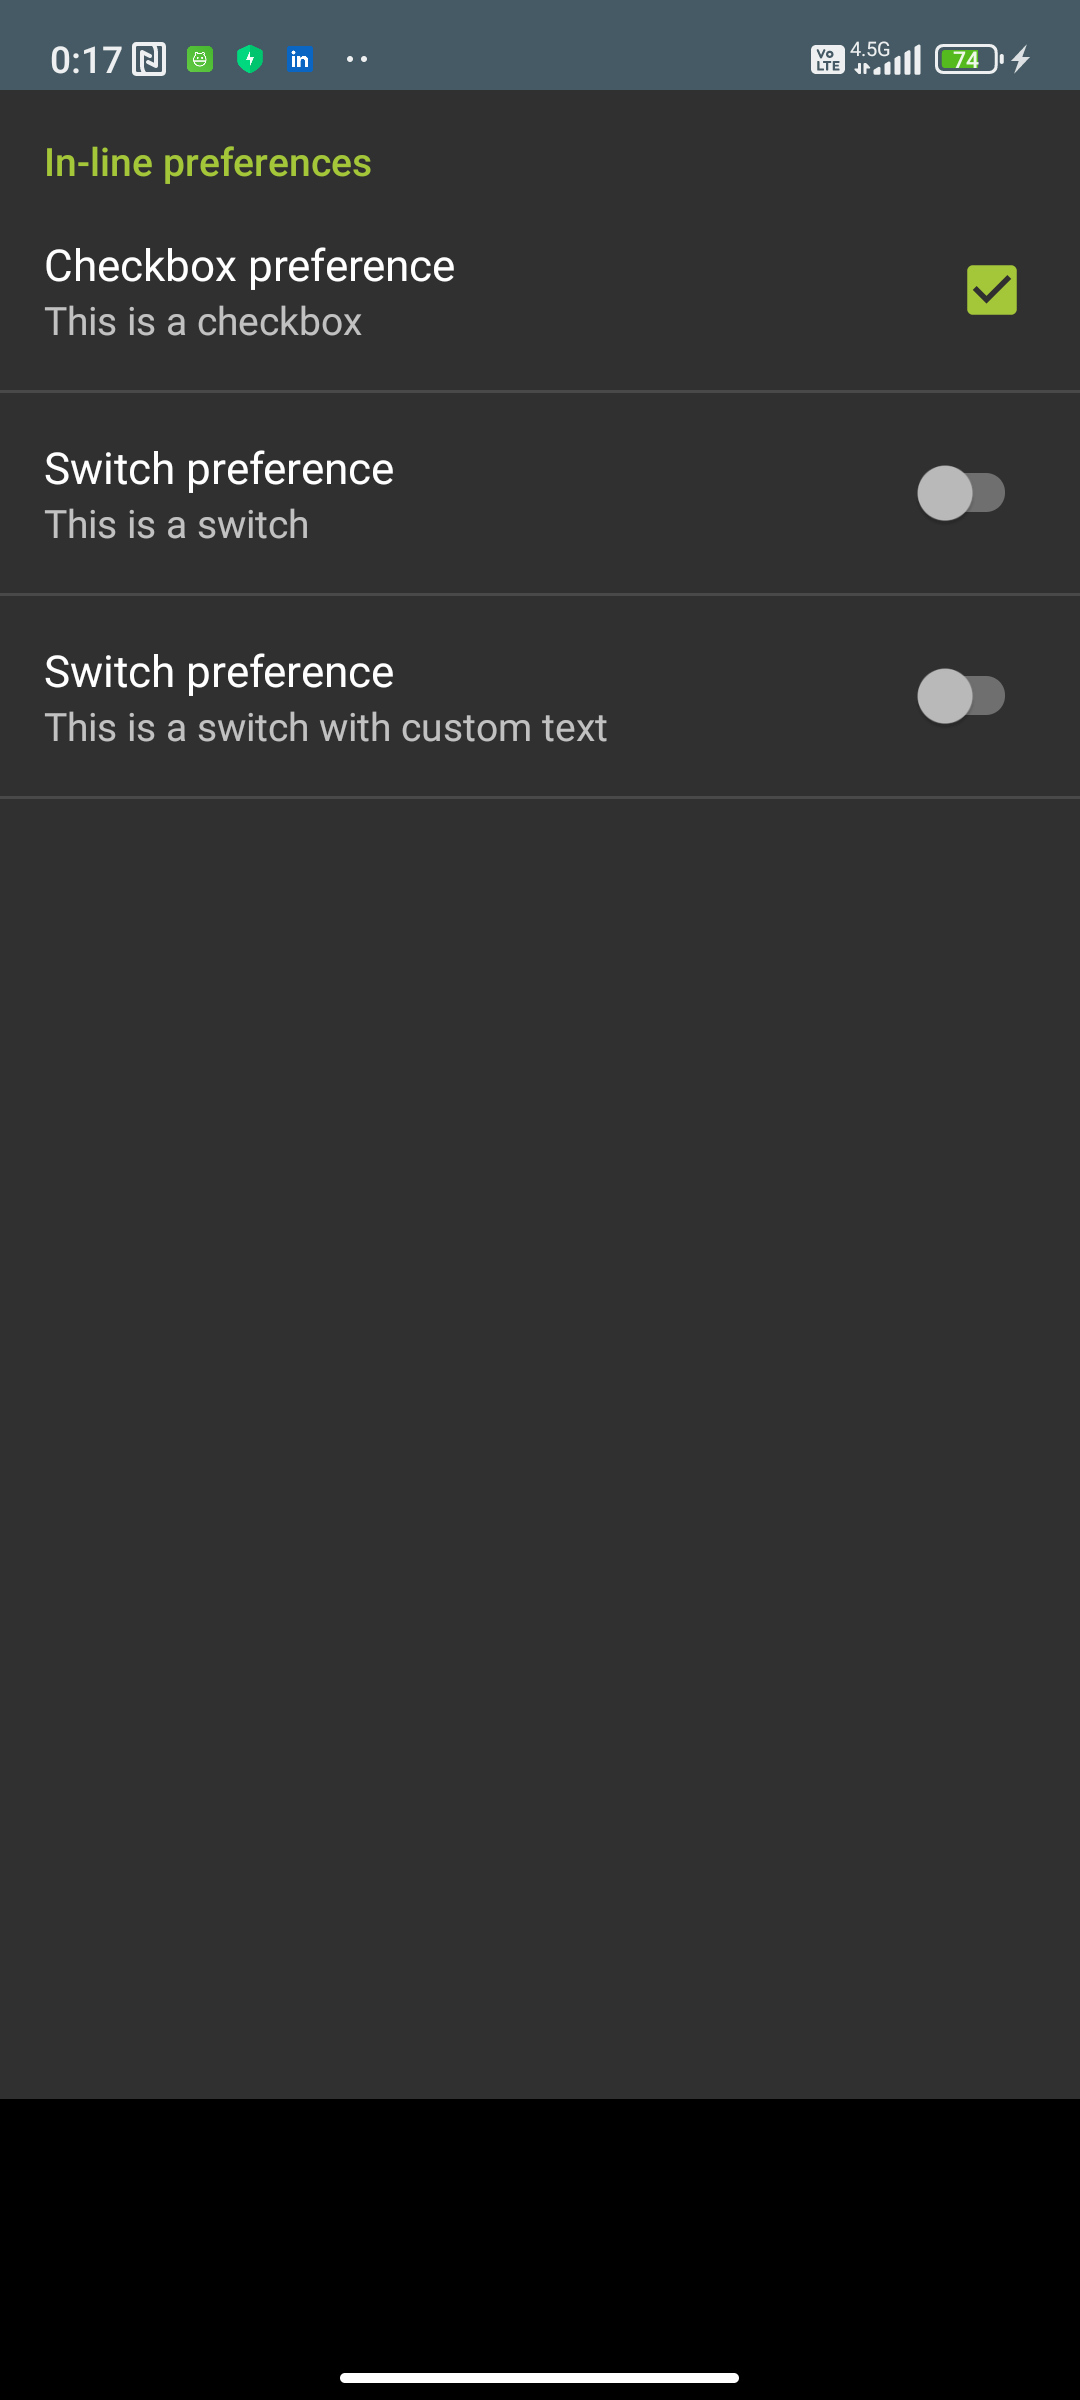 0:17 in Vo LTE 4.5G 74
In-line preferences
Checkbox preference
This is a checkbox
Switch preference
This is a switch
Switch preference
This is a switch with custom text